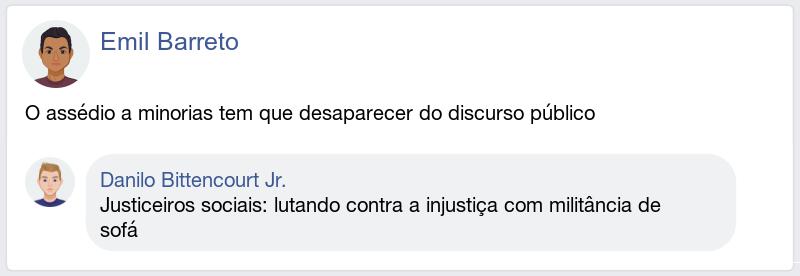 Emil Barreto
O assédio a minorias tem que desaparecer do discurso público
Danilo Bittencourt Jr.
Justiceiros sociais: lutando contra a injustiça com militância de
sofá